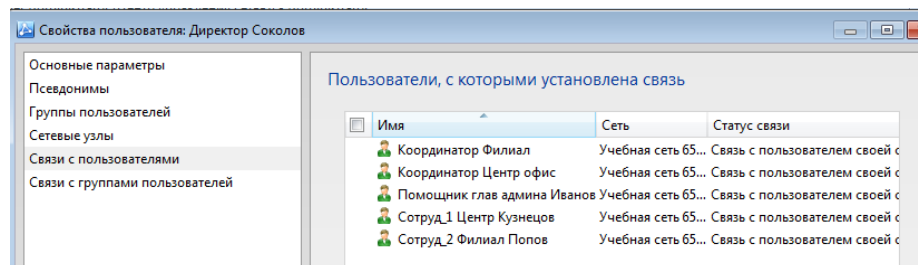 Свойства пользователя: Директор Соколов
Основные параметры
Псевдонимы
Группы пользователей
Сетевые узлы
Связи с пользователями
Связи с группами пользователей
Пользователи, с которыми установлена связь
Имя Сеть Статус связи
Координатор Филиал Учебная сеть 65... Связь с пользователем своей с
Координатор Центр офис Учебная сеть 65... Связь с пользователем своей с
Помощник глав админа Иванов Учебная сеть 65... Связь с пользователем своей с
Сотруд_1 Центр Кузнецов Учебная сеть 65... Связь с пользователем своей с
Сотруд_2 Филиал Попов Учебная сеть 65... Связь с пользователем своей с